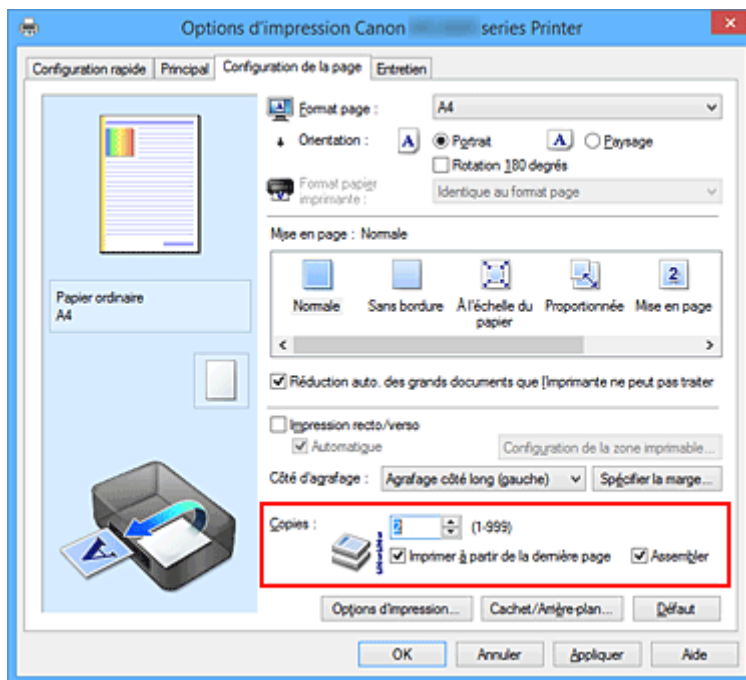 Options d'impression Canon series Printer
Configuration rapide Principal Configuration de la page Entretien
Format page : A4
Orientation : A Portrait A Paysage
Rotation 180 degrés
Format papier imprimante : Identique au format page
Mise en page : Normale
Normale Sans bordure À l'échelle du papier Proportionnée Mise en page
Papier ordinaire
A4
Réduction auto. des grands documents que l'imprimante ne peut pas traiter
Impression recto/verso
Automatique Configuration de la zone imprimable...
Côté d'agrafage : Agrafage côté long (gauche) Spécifier la marge...
Copies : 2 (1-999)
Imprimer à partir de la dernière page Assembler
Options d'impression... Cachet/Arrière-plan... Défaut
OK Annuler Appliquer Aide